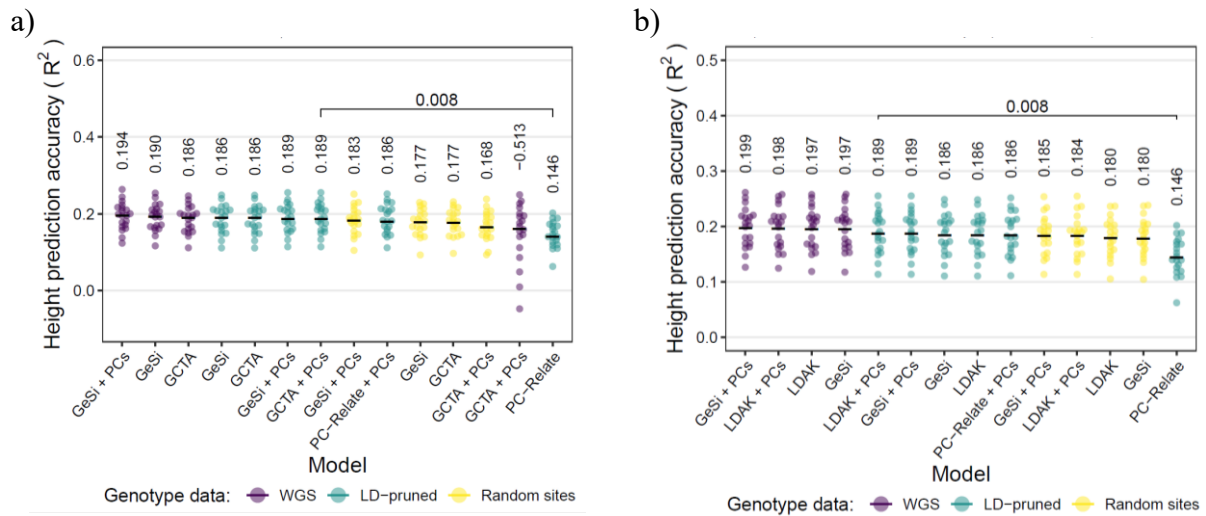 a)
Height prediction accuracy ( R²)
0.6
0.4
0.2
0.0
0.008
0.194
0.190
0.186
0.186
0.186
0.189
0.189
0.183
0.186
0.177
0.177
0.168
−0.513
0.146
GeSi + PCs
GeSi
GCTA
GeSi
GCTA
GeSi + PCs
GCTA + PCs
GeSi + PCs
PC−Relate + PCs
GeSi
GCTA
GCTA + PCs
GCTA + PCs
PC−Relate
Model
Genotype data: WGS LD−pruned Random sites
b)
Height prediction accuracy ( R²)
0.5
0.4
0.3
0.2
0.1
0.0
0.008
0.199
0.198
0.197
0.197
0.189
0.189
0.186
0.186
0.186
0.185
0.184
0.180
0.180
0.146
GeSi + PCs
LDAK + PCs
LDAK
GeSi
LDAK + PCs
GeSi + PCs
GeSi
LDAK
PC−Relate + PCs
GeSi + PCs
LDAK + PCs
LDAK
GeSi
PC−Relate
Model
Genotype data: WGS LD−pruned Random sites